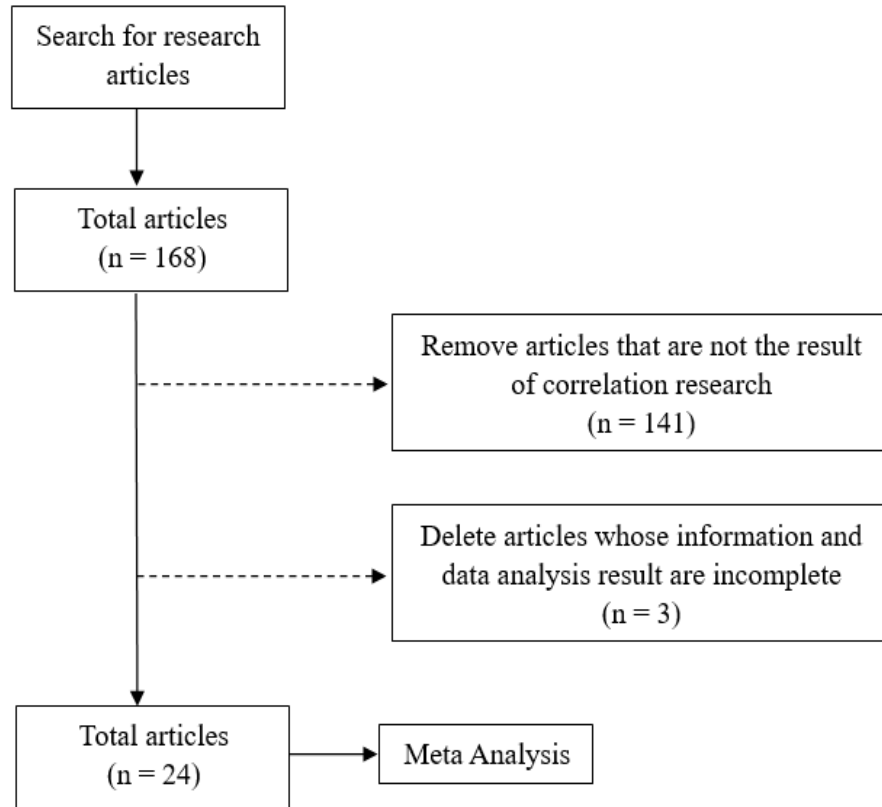 Search for research
articles
Total articles
(n = 168)
Remove articles that are not the result
of correlation research
(n = 141)
Delete articles whose information and
data analysis result are incomplete
(n = 3)
Total articles
(n = 24)
Meta Analysis